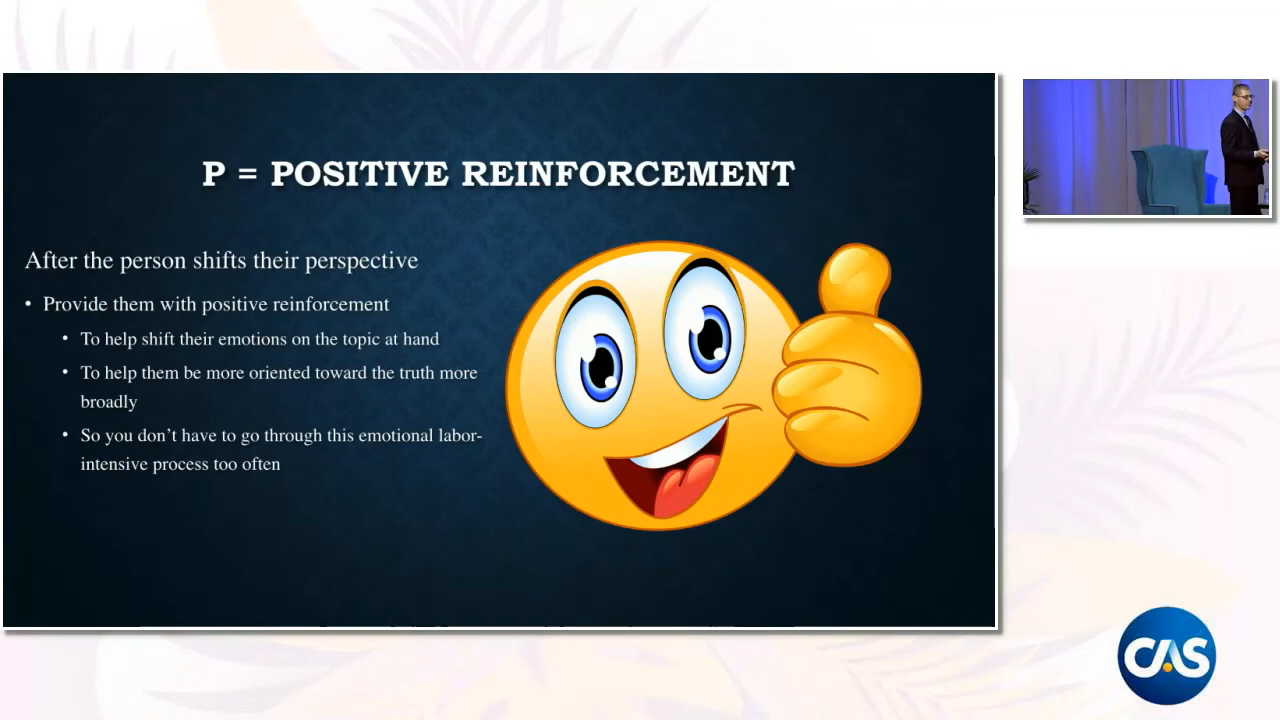 P = POSITIVE REINFORCEMENT
After the person shifts their perspective
• Provide them with positive reinforcement
• To help shift their emotions on the topic at hand
• To help them be more oriented toward the truth more
broadly
• So you don’t have to go through this emotional labor-
intensive process too often
CAS